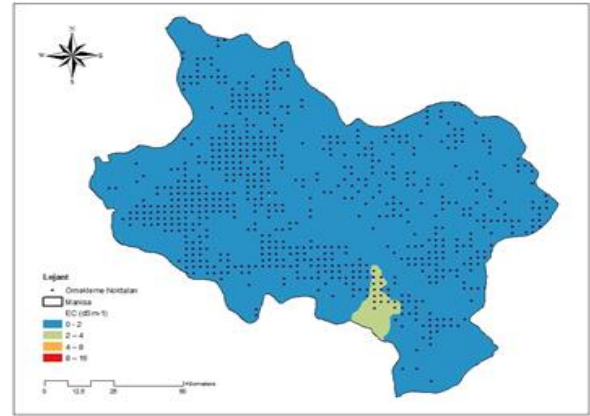 N
S
Lejant
Örnekleme Noktaları
Manisa
EC (dS m-1)
0 - 2
2 – 4
4 – 8
8 – 16
0 12,5 25 50
Kilometers